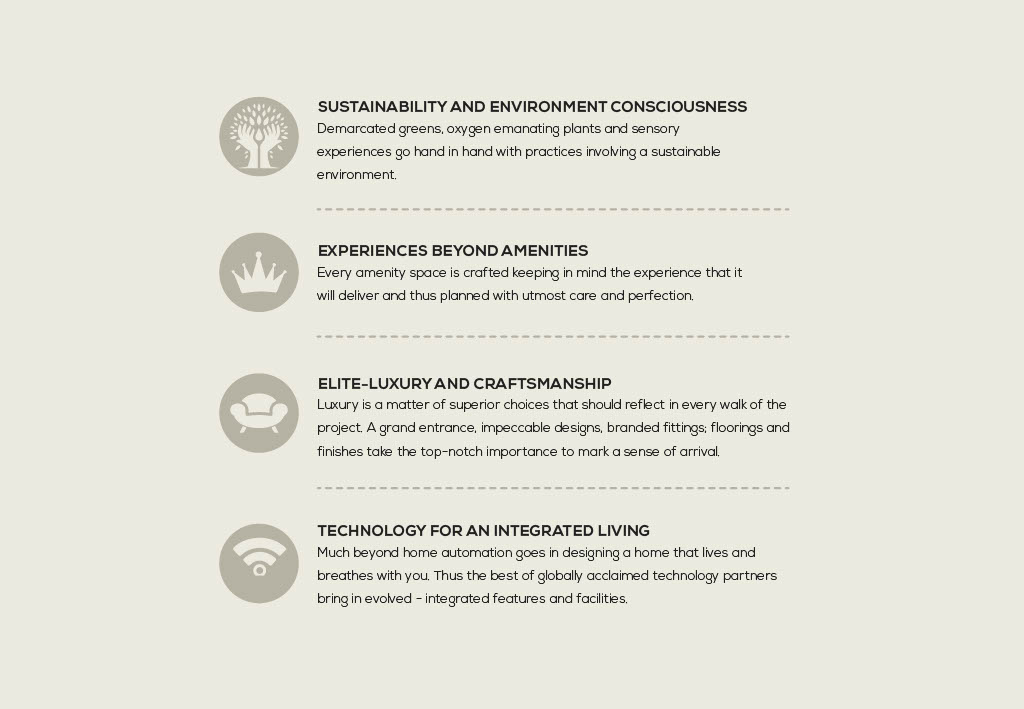 SUSTAINABILITY AND ENVIRONMENT CONSCIOUSNESS
Demarcated greens, oxygen emanating plants and sensory
experiences go hand in hand with practices involving a sustainable
environment.
EXPERIENCES BEYOND AMENITIES
Every amenity space is crafted keeping in mind the experience that it
will deliver and thus planned with utmost care and perfection.
ELITE-LUXURY AND CRAFTSMANSHIP
Luxury is a matter of superior choices that should reflect in every walk of the
project. A grand entrance, impeccable designs, branded fittings; floorings and
finishes take the top-notch importance to mark a sense of arrival.
TECHNOLOGY FOR AN INTEGRATED LIVING
Much beyond home automation goes in designing a home that lives and
breathes with you. Thus the best of globally acclaimed technology partners
bring in evolved - integrated features and facilities.